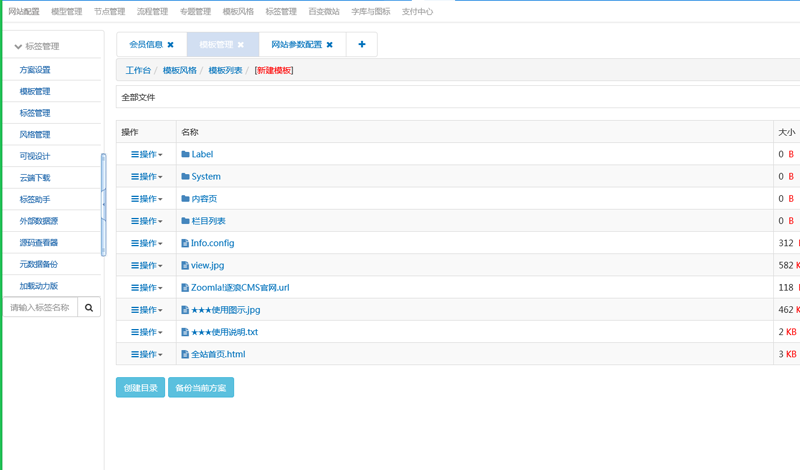 网站配置 模型管理 节点管理 流程管理 专题管理 模板风格 标签管理 百变微站 字库与图标 支付中心
标签管理
方案设置
模板管理
标签管理
风格管理
可视设计
云端下载
标签助手
外部数据源
源码查看器
元数据备份
加载动力版
请输入标签名称
会员信息 ✖ 模板管理 ✖ 网站参数配置 ✖ +
工作台 / 模板风格 / 模板列表 / [新建模板]
全部文件
操作 名称 大小
操作 Label 0 B
操作 System 0 B
操作 内容页 0 B
操作 栏目列表 0 B
操作 Info.config 312
操作 view.jpg 582 K
操作 Zoomla!逐浪CMS官网.url 118
操作 ★★★使用图示.jpg 462 K
操作 ★★★使用说明.txt 2 KB
操作 全站首页.html 3 KB
创建目录 备份当前方案